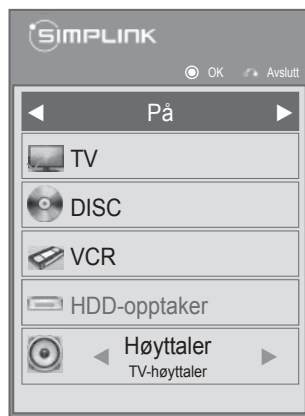 SIMPLINK
OK Avslutt
På
TV
DISC
VCR
HDD-opptaker
Høyttaler
TV-høyttaler